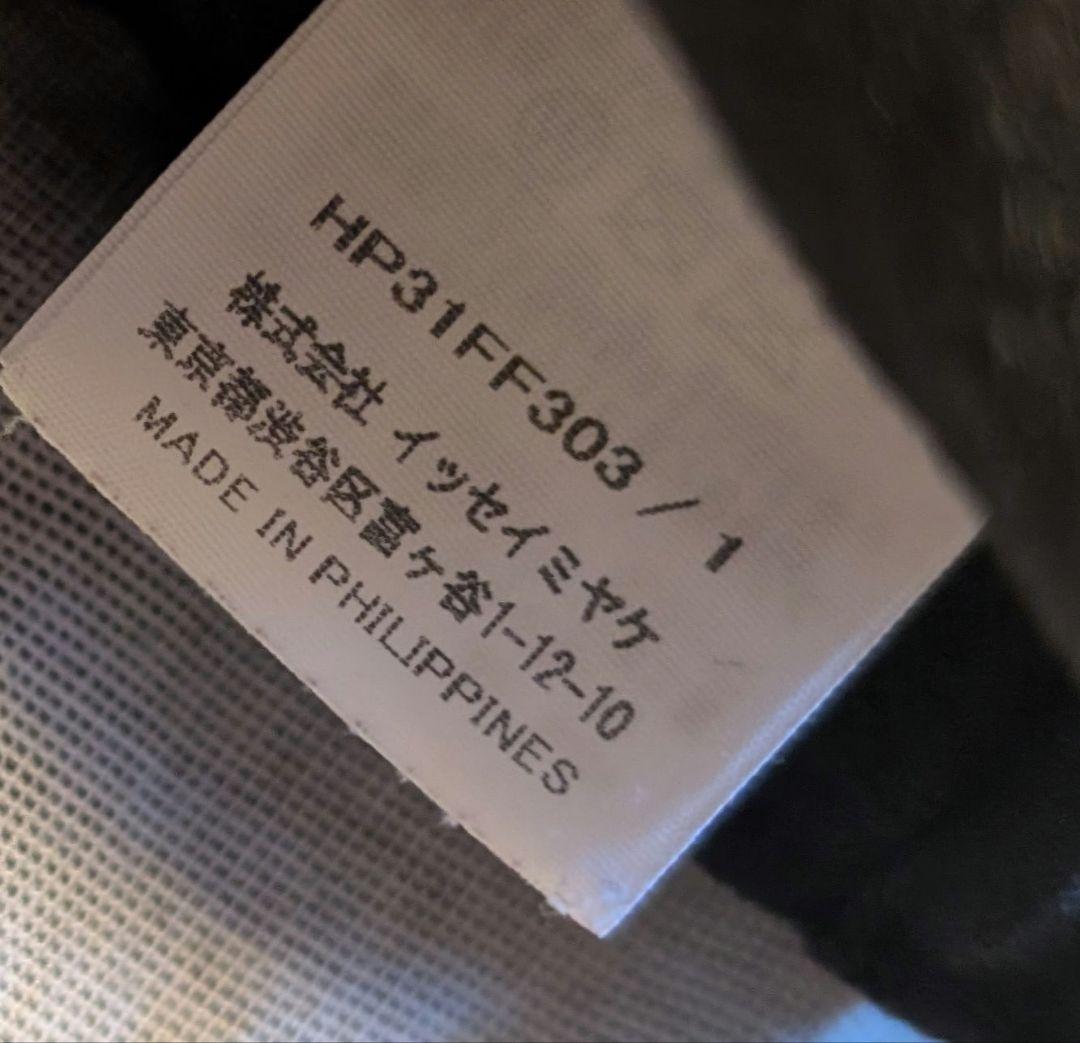 HP31FF303 / 1
株式会社 イッセイミヤケ
東京都渋谷区富ケ谷1-12-10
MADE IN PHILIPPINES